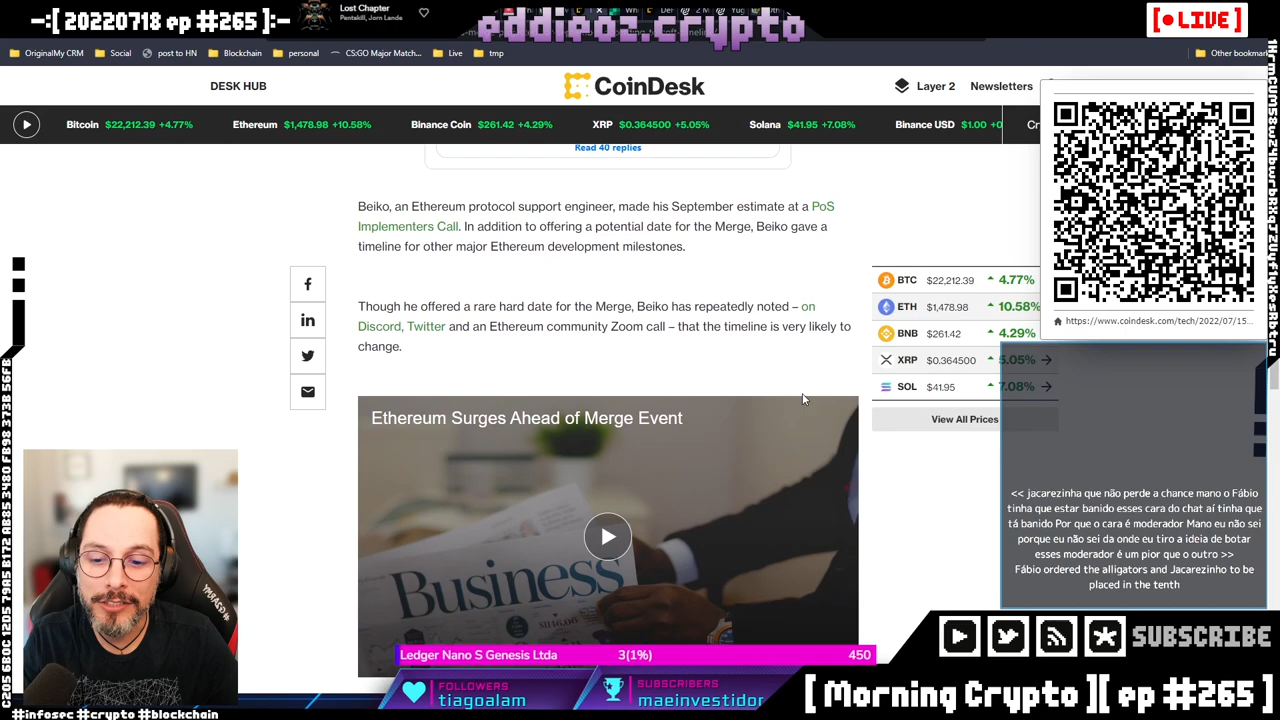 -:[ 20220718 ep #265 ]:-
Lost Chapter
Pentakill, Jorn Lande
eddieoz.crypto
[ LIVE ]
OriginalMy CRM
Social
post to HN
Blockchain
personal
CS:GO Major Match...
Live
tmp
Other bookmar
DESK HUB
CoinDesk
Layer 2
Newsletters
Bitcoin $22,212.39 +4.77%
Ethereum $1,478.98 +10.58%
Binance Coin $261.42 +4.29%
XRP $0.364500 +5.05%
Solana $41.95 +7.08%
Binance USD $1.00 +0
Cr
Read 40 replies
Beiko, an Ethereum protocol support engineer, made his September estimate at a PoS
Implementers Call. In addition to offering a potential date for the Merge, Beiko gave a
timeline for other major Ethereum development milestones.
Though he offered a rare hard date for the Merge, Beiko has repeatedly noted – on
Discord, Twitter and an Ethereum community Zoom call – that the timeline is very likely to
change.
BTC $22,212.39 4.77%
ETH $1,478.98 10.58%
BNB $261.42 4.29%
XRP $0.364500 5.05%
SOL $41.95 7.08%
View All Prices
https://www.coindesk.com/tech/2022/07/15...
Ethereum Surges Ahead of Merge Event
Business
<< jacarezinha que não perde a chance mano o Fábio
tinha que estar banido esses cara do chat aí tinha que
tá banido Por que o cara é moderador Mano eu não sei
porque eu não sei da onde eu tiro a ideia de botar
esses moderador é um pior que o outro >>
Fábio ordered the alligators and Jacarezinho to be
placed in the tenth
Ledger Nano S Genesis Ltda 3(1%) 450
FOLLOWERS
tiagoalam
SUBSCRIBERS
maeinvestidor
SUBSCRIBE
[ Morning Crypto ][ ep #265 ]
#infosec #crypto #blockchain